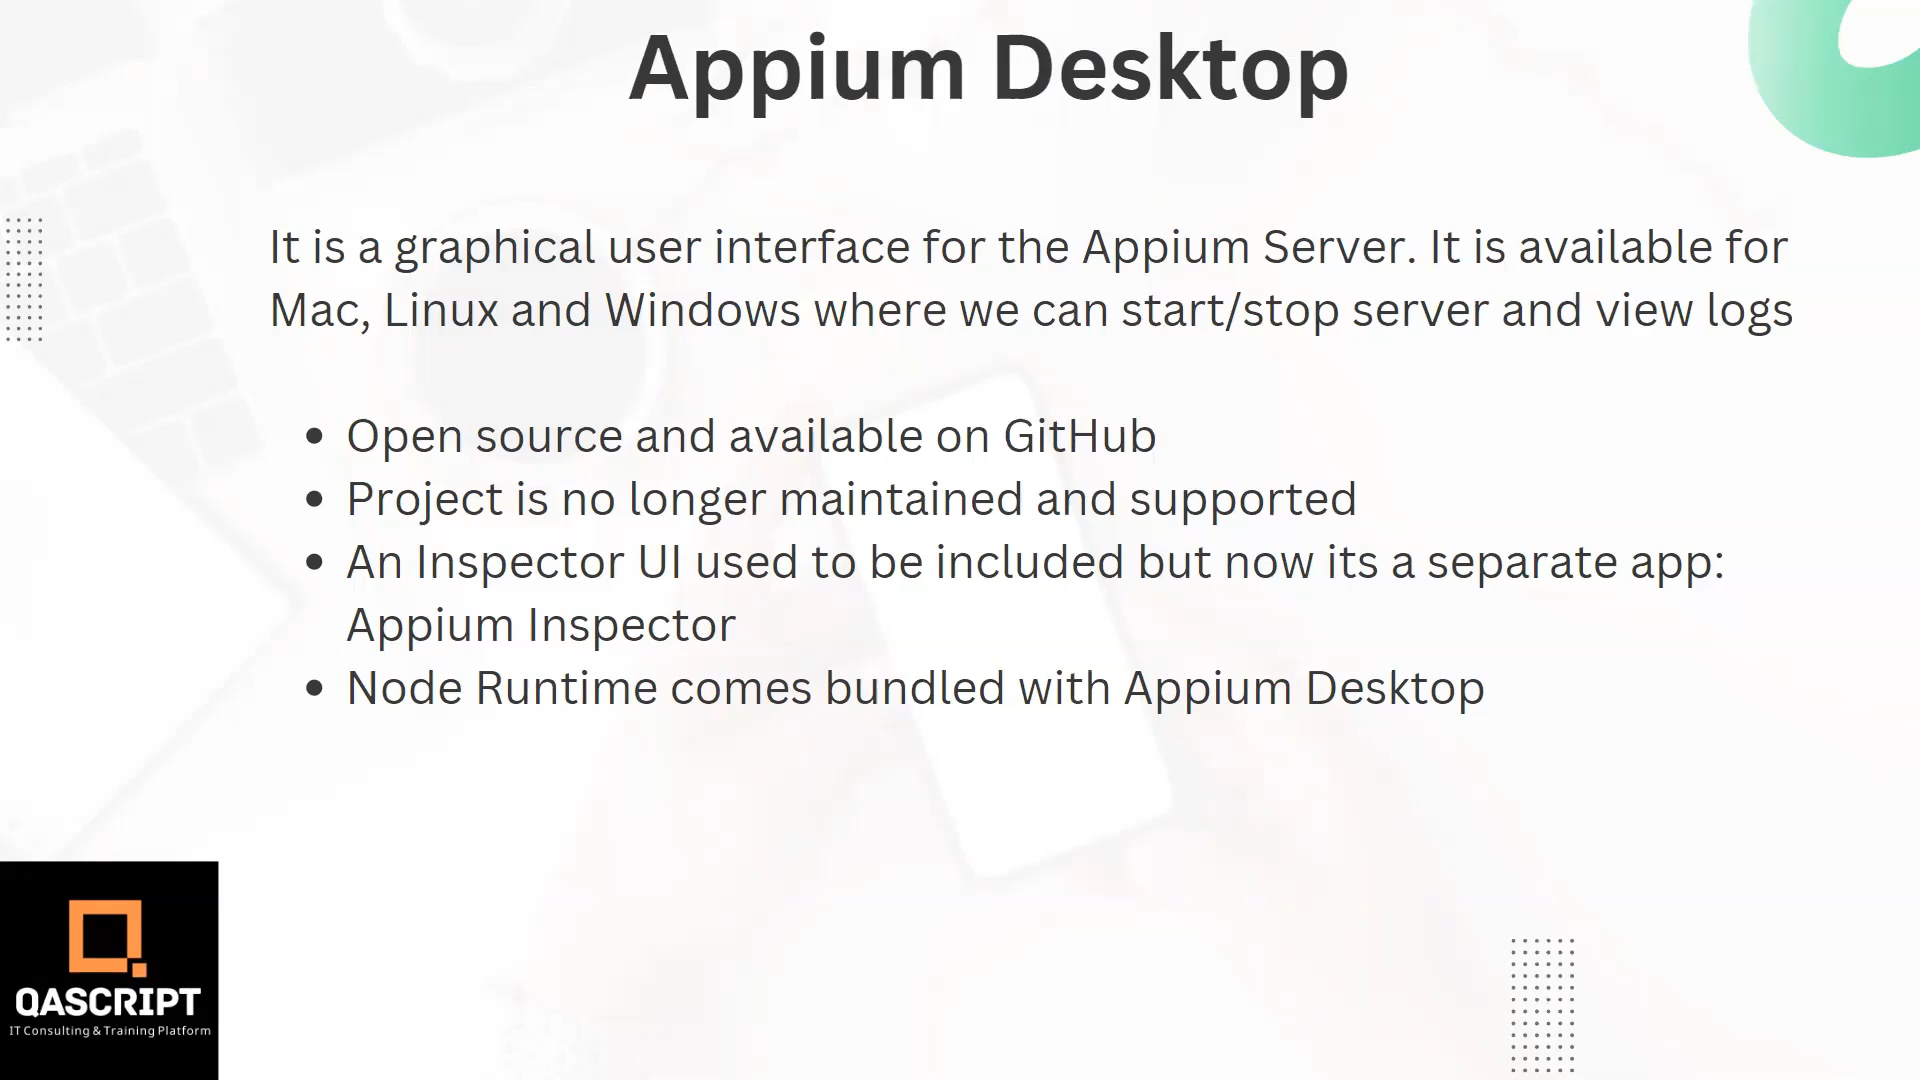 Appium Desktop
It is a graphical user interface for the Appium Server. It is available for
Mac, Linux and Windows where we can start/stop server and view logs
• Open source and available on GitHub
• Project is no longer maintained and supported
• An Inspector UI used to be included but now its a separate app:
Appium Inspector
• Node Runtime comes bundled with Appium Desktop
QASCRIPT
IT Consulting & Training Platform